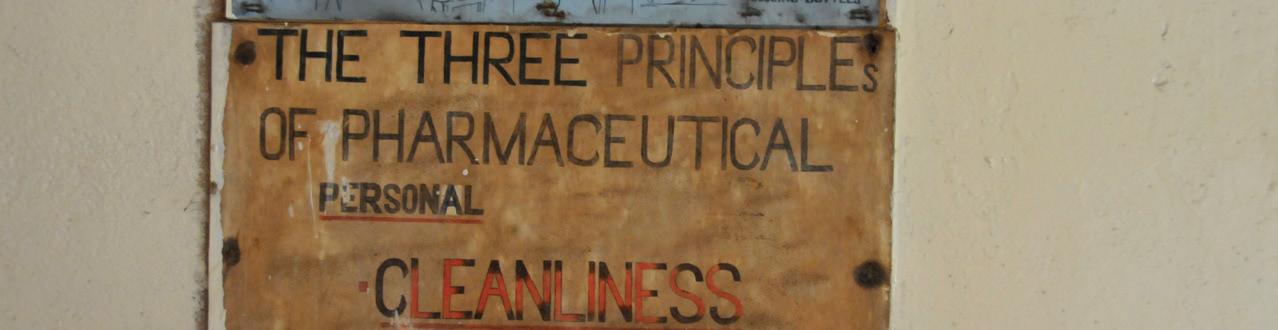 THE THREE PRINCIPLES
OF PHARMACEUTICAL
PERSONAL
CLEANLINESS